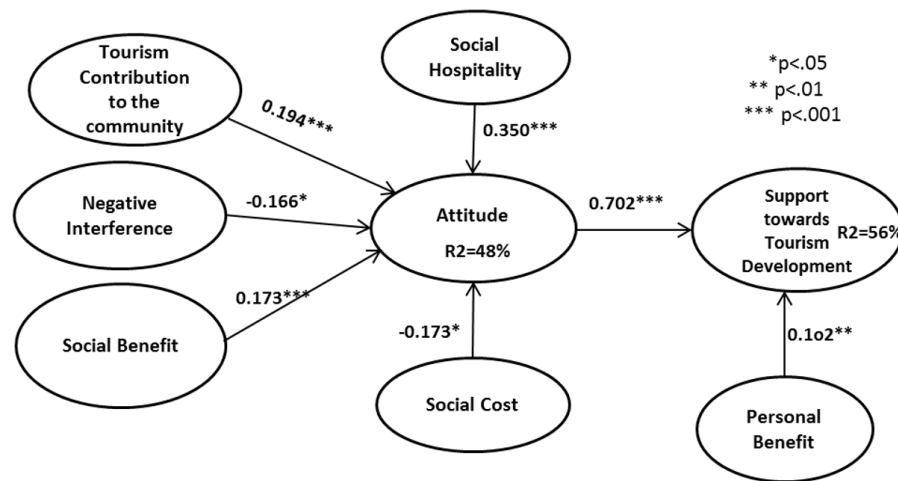 Tourism
Contribution
to the
community
Social
Hospitality
*p<.05
** p<.01
*** p<.001
0.194***
0.350***
Negative
Interference
-0.166*
Attitude
R2=48%
0.702***
Support
towards
Tourism
Development
R2=56%
Social Benefit
0.173***
-0.173*
Social Cost
0.1o2**
Personal
Benefit